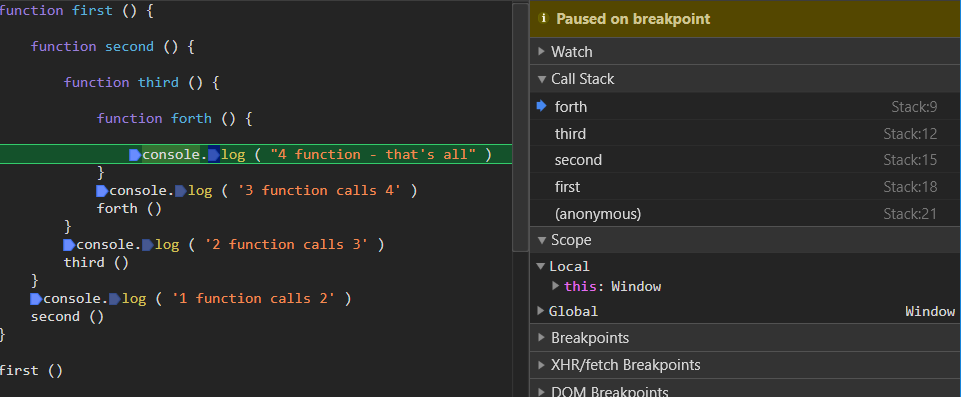 function first () {
function second () {
function third () {
function forth () {
console.log ( "4 function - that's all" )
}
console.log ( '3 function calls 4' )
forth ()
}
console.log ( '2 function calls 3' )
third ()
}
console.log ( '1 function calls 2' )
second ()
}
first ()
Paused on breakpoint
Watch
Call Stack
forth Stack:9
third Stack:12
second Stack:15
first Stack:18
(anonymous) Stack:21
Scope
Local
this: Window
Global Window
Breakpoints
XHR/fetch Breakpoints
DOM Breakpoints